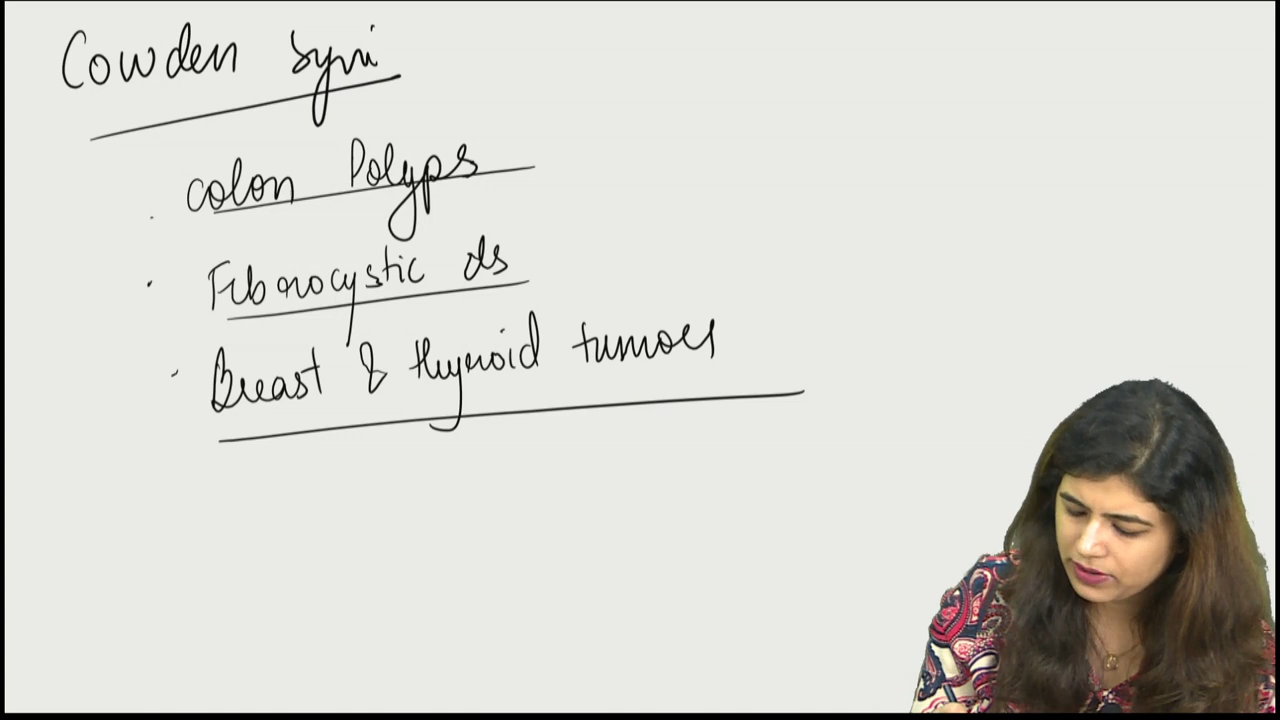 Cowden syn
colon Polyps
Fibrocystic ds
Breast & thyroid tumors